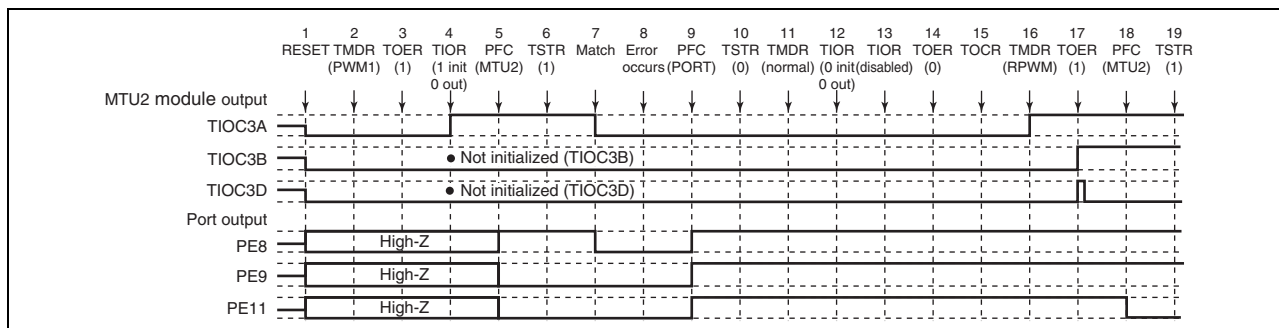 1 2 3 4 5 6 7 8 9 10 11 12 13 14 15 16 17 18 19
RESET TMDR TOER TIOR PFC TSTR Match Error PFC TSTR TMDR TIOR TIOR TOER TOCR TMDR TOER PFC TSTR
(PWM1) (1) (1 init (MTU2) (1) occurs (PORT) (0) (normal) (0 init (disabled) (0) (RPWM) (1) (MTU2) (1)
0 out) 0 out)
MTU2 module output
TIOC3A
TIOC3B • Not initialized (TIOC3B)
TIOC3D • Not initialized (TIOC3D)
Port output
PE8 High-Z
PE9 High-Z
PE11 High-Z